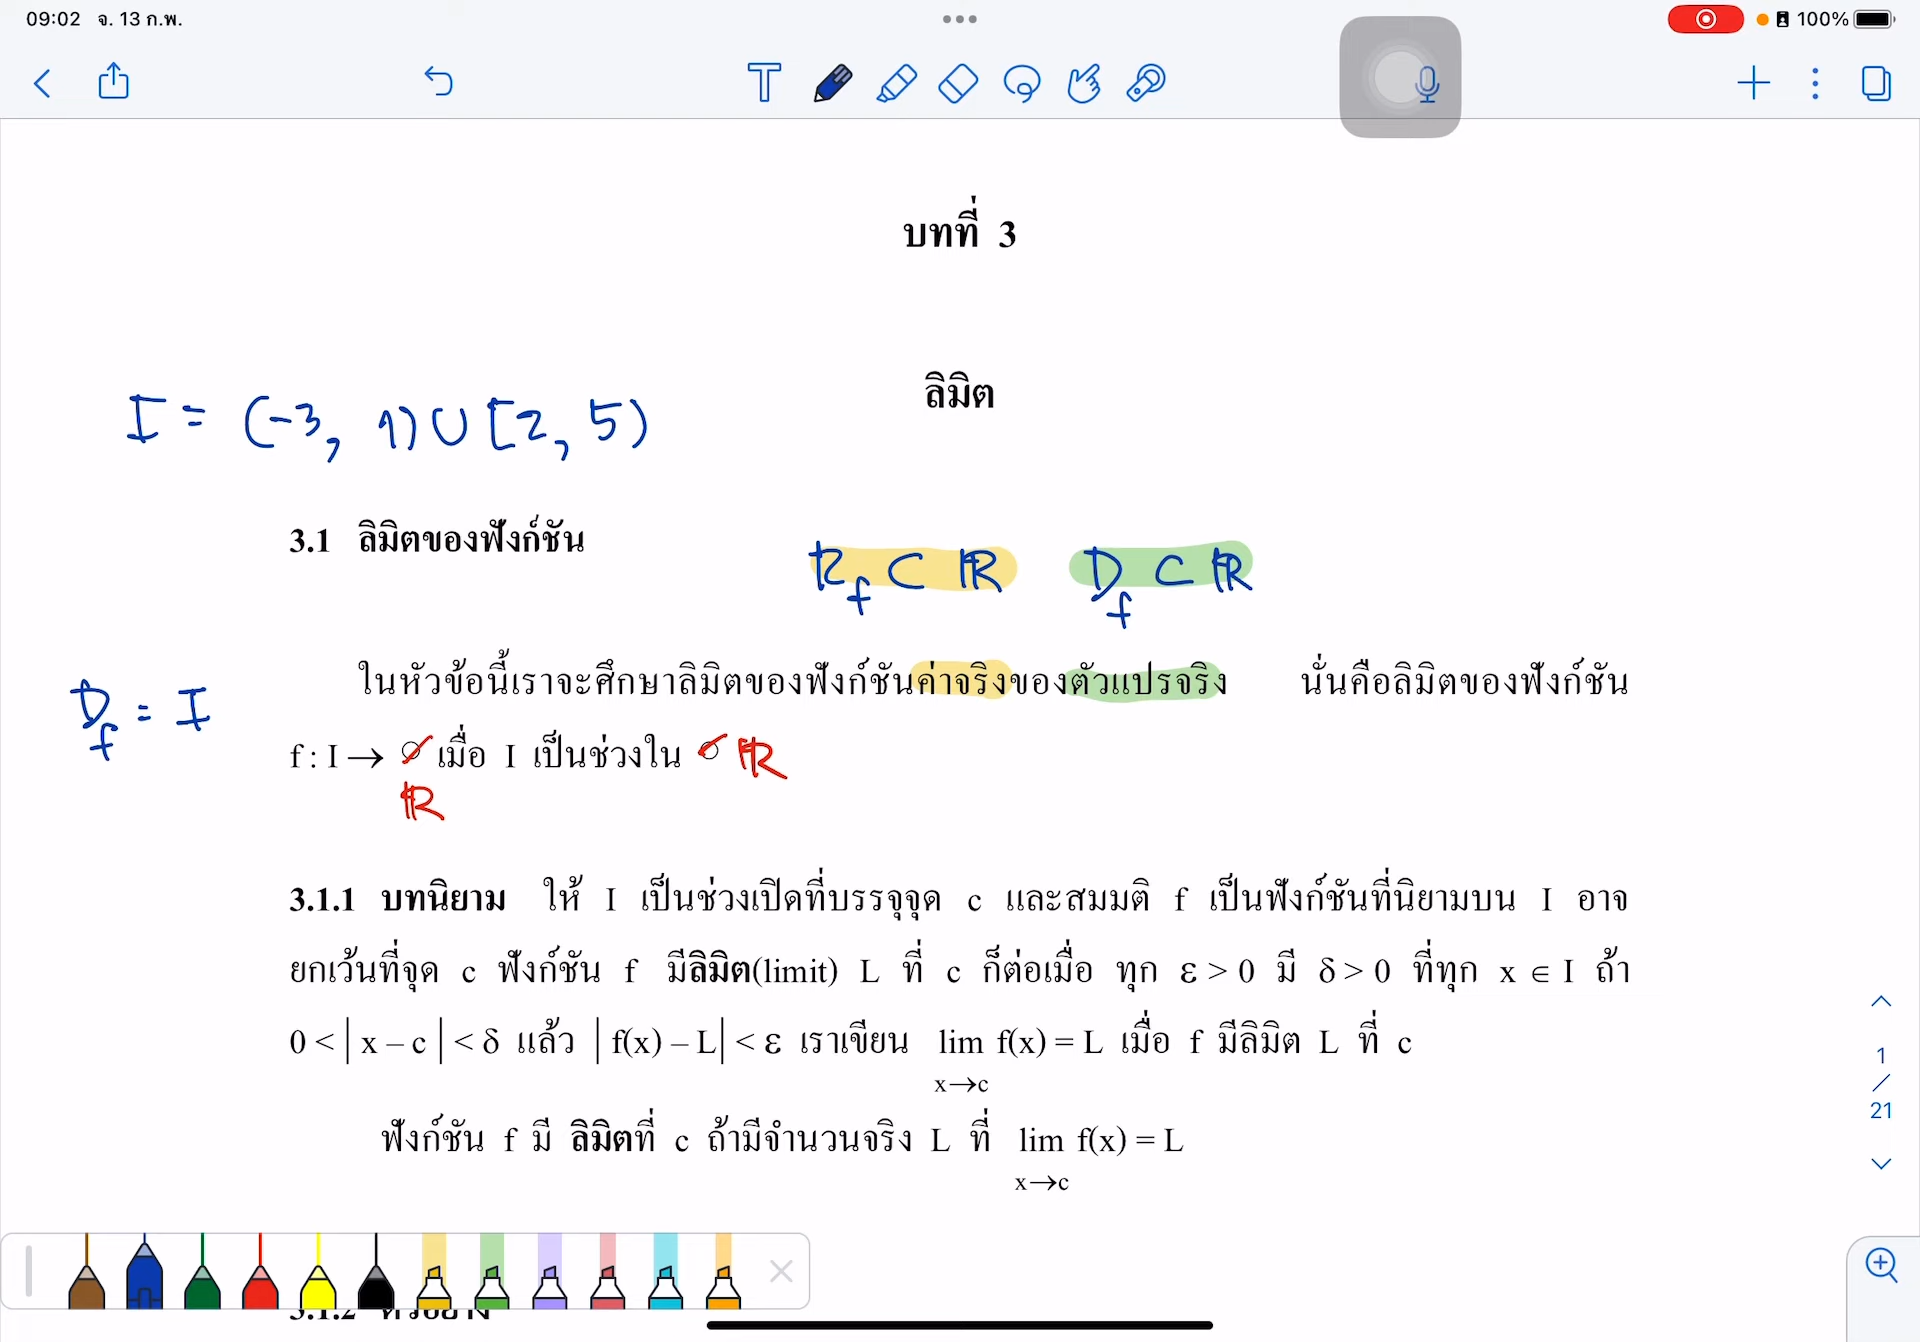 09:02 จ. 13 ก.พ.
100%
บทที่ 3
ลิมิต
I = (-3, 1) ∪ [2, 5)
3.1 ลิมิตของฟังก์ชัน
R_f ⊂ ℝ D_f ⊂ ℝ
ในหัวข้อนี้เราจะศึกษาลิมิตของฟังก์ชันค่าจริงของตัวแปรจริง นั่นคือลิมิตของฟังก์ชัน
D_f = I
f : I → เมื่อ I เป็นช่วงใน ℝ
ℝ
3.1.1 บทนิยาม ให้ I เป็นช่วงเปิดที่บรรจุจุด c และสมมติ f เป็นฟังก์ชันที่นิยามบน I อาจ
ยกเว้นที่จุด c ฟังก์ชัน f มีลิมิต(limit) L ที่ c ก็ต่อเมื่อ ทุก ε > 0 มี δ > 0 ที่ทุก x ∈ I ถ้า
0 < | x – c | < δ แล้ว | f(x) – L | < ε เราเขียน lim f(x) = L เมื่อ f มีลิมิต L ที่ c
x→c
ฟังก์ชัน f มี ลิมิตที่ c ถ้ามีจำนวนจริง L ที่ lim f(x) = L
x→c
1
/
21
3.1.2 ตัวอย่าง